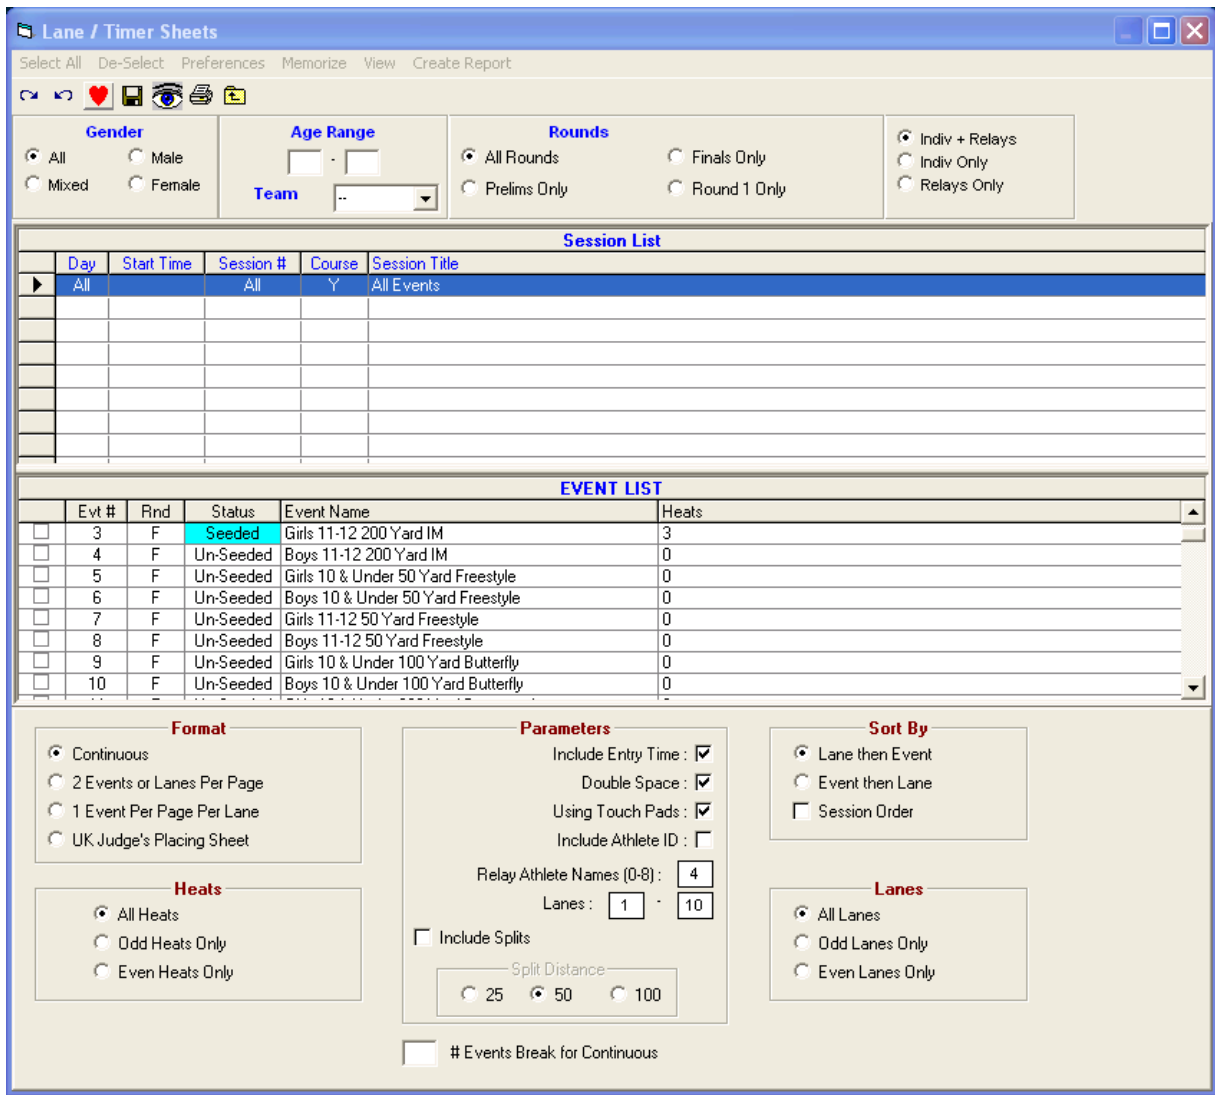 Lane / Timer Sheets
Select All De-Select Preferences Memorize View Create Report
Gender
All Male
Mixed Female
Age Range
-
Team --
Rounds
All Rounds Finals Only
Prelims Only Round 1 Only
Indiv + Relays
Indiv Only
Relays Only
Session List
Day Start Time Session # Course Session Title
All All Y All Events
EVENT LIST
Evt # Rnd Status Event Name Heats
3 F Seeded Girls 11-12 200 Yard IM 3
4 F Un-Seeded Boys 11-12 200 Yard IM 0
5 F Un-Seeded Girls 10 & Under 50 Yard Freestyle 0
6 F Un-Seeded Boys 10 & Under 50 Yard Freestyle 0
7 F Un-Seeded Girls 11-12 50 Yard Freestyle 0
8 F Un-Seeded Boys 11-12 50 Yard Freestyle 0
9 F Un-Seeded Girls 10 & Under 100 Yard Butterfly 0
10 F Un-Seeded Boys 10 & Under 100 Yard Butterfly 0
Format
Continuous
2 Events or Lanes Per Page
1 Event Per Page Per Lane
UK Judge's Placing Sheet
Heats
All Heats
Odd Heats Only
Even Heats Only
Parameters
Include Entry Time :
Double Space :
Using Touch Pads :
Include Athlete ID :
Relay Athlete Names (0-8) : 4
Lanes : 1 - 10
Include Splits
Split Distance
25 50 100
# Events Break for Continuous
Sort By
Lane then Event
Event then Lane
Session Order
Lanes
All Lanes
Odd Lanes Only
Even Lanes Only